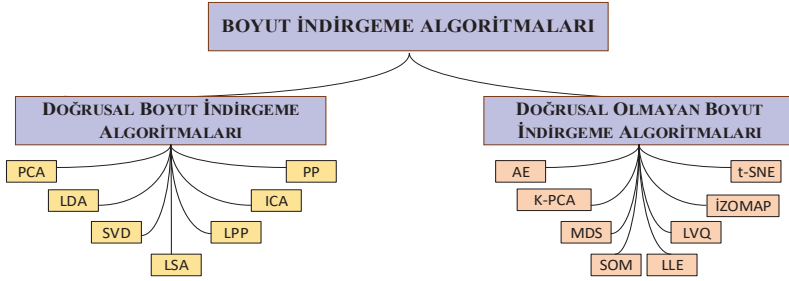 BOYUT İNDİRGEME ALGORİTMALARI
DOĞRUSAL BOYUT İNDİRGEME
ALGORİTMALARI
DOĞRUSAL OLMAYAN BOYUT
İNDİRGEME ALGORİTMALARI
PCA
PP
LDA
ICA
SVD
LPP
LSA
AE
t-SNE
K-PCA
İZOMAP
MDS
LVQ
SOM
LLE